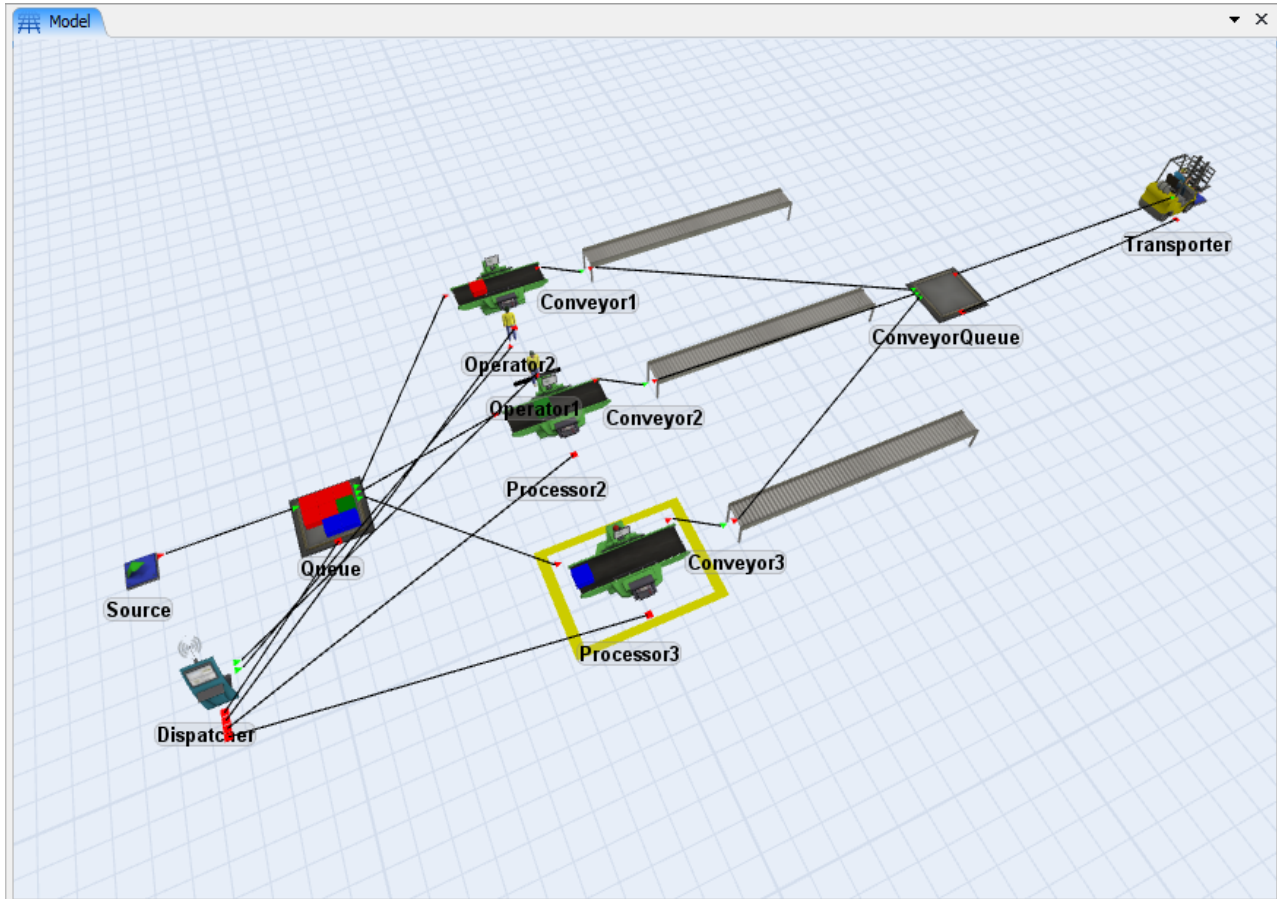 Model
Transporter
Conveyor1
ConveyorQueue
Operator2
Operator1
Conveyor2
Processor2
Queue
Conveyor3
Source
Processor3
Dispatcher